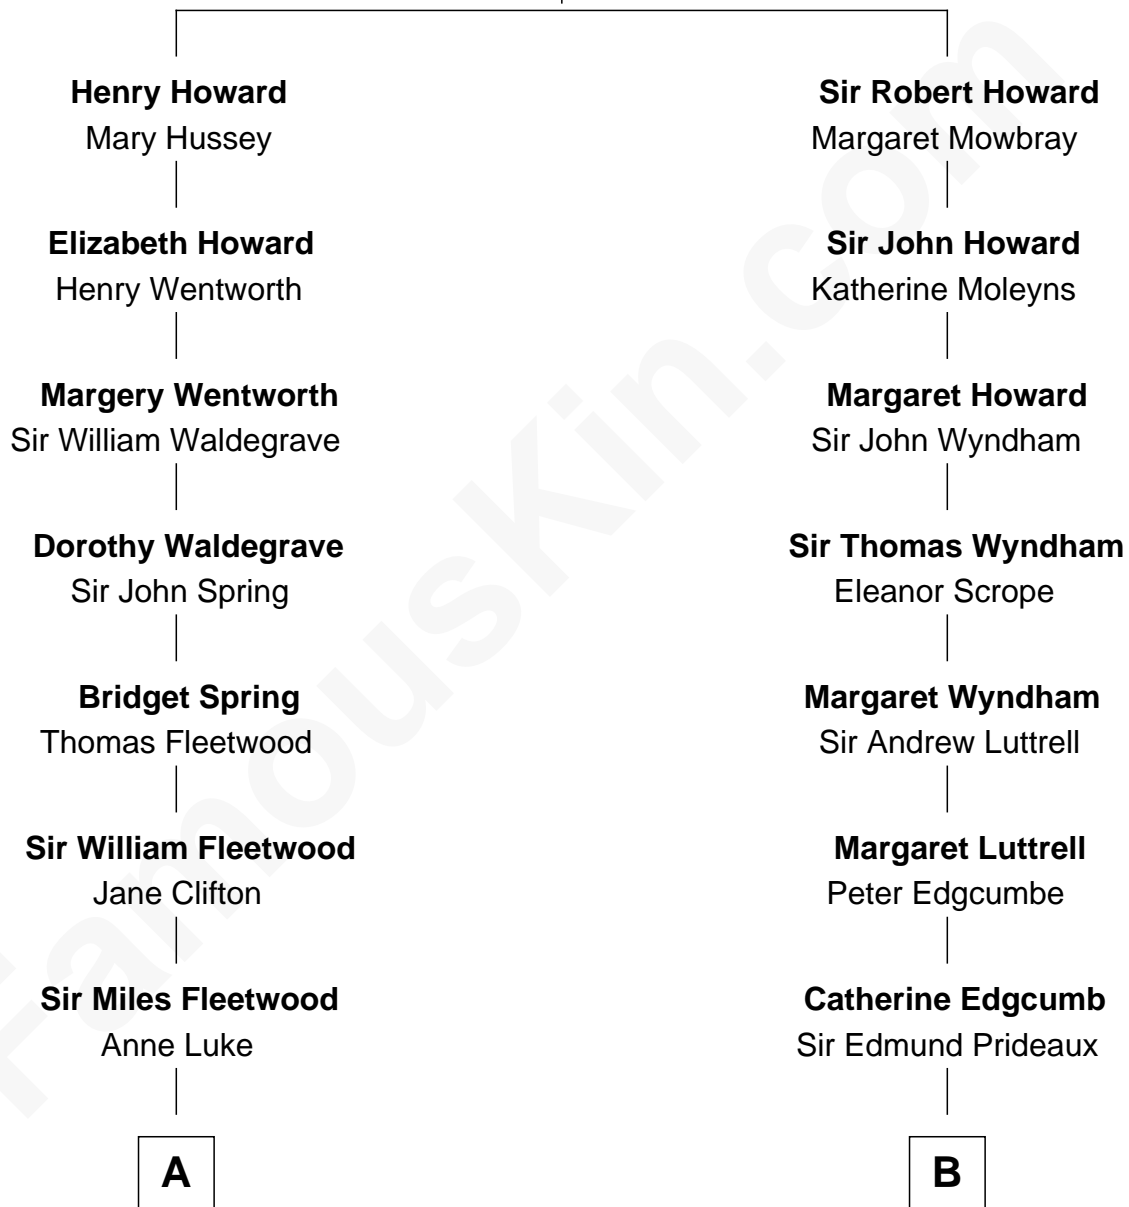 Henry Howard
Mary Hussey
Sir Robert Howard
Margaret Mowbray
Elizabeth Howard
Henry Wentworth
Sir John Howard
Katherine Moleyns
Margery Wentworth
Sir William Waldegrave
Margaret Howard
Sir John Wyndham
Dorothy Waldegrave
Sir John Spring
Sir Thomas Wyndham
Eleanor Scrope
Bridget Spring
Thomas Fleetwood
Margaret Wyndham
Sir Andrew Luttrell
Sir William Fleetwood
Jane Clifton
Margaret Luttrell
Peter Edgcumbe
Sir Miles Fleetwood
Anne Luke
Catherine Edgcumb
Sir Edmund Prideaux
A
B
FamousKin.com